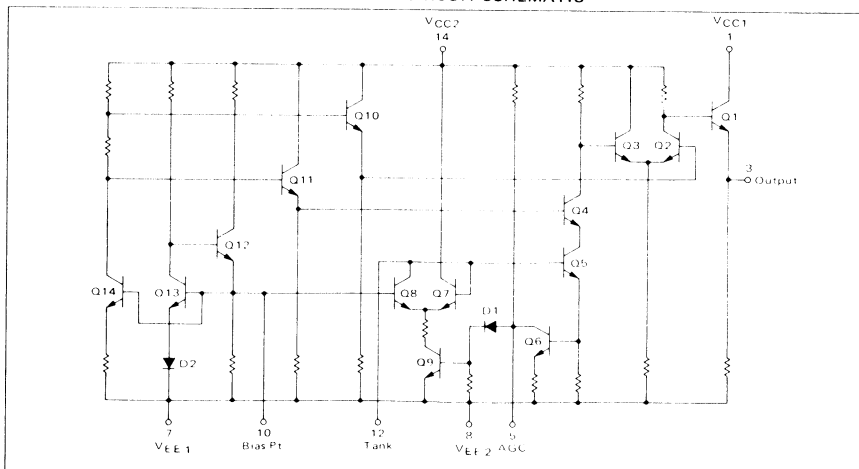 VCC2
14
VCC1
1
Q10
Q1
Q3
Q2
3
Output
Q11
Q4
Q12
Q5
Q14
Q13
Q8
Q7
D1
Q6
D2
Q9
7
VEE1
10
Bias Pt
12
Tank
8
VEE2
5
AGC